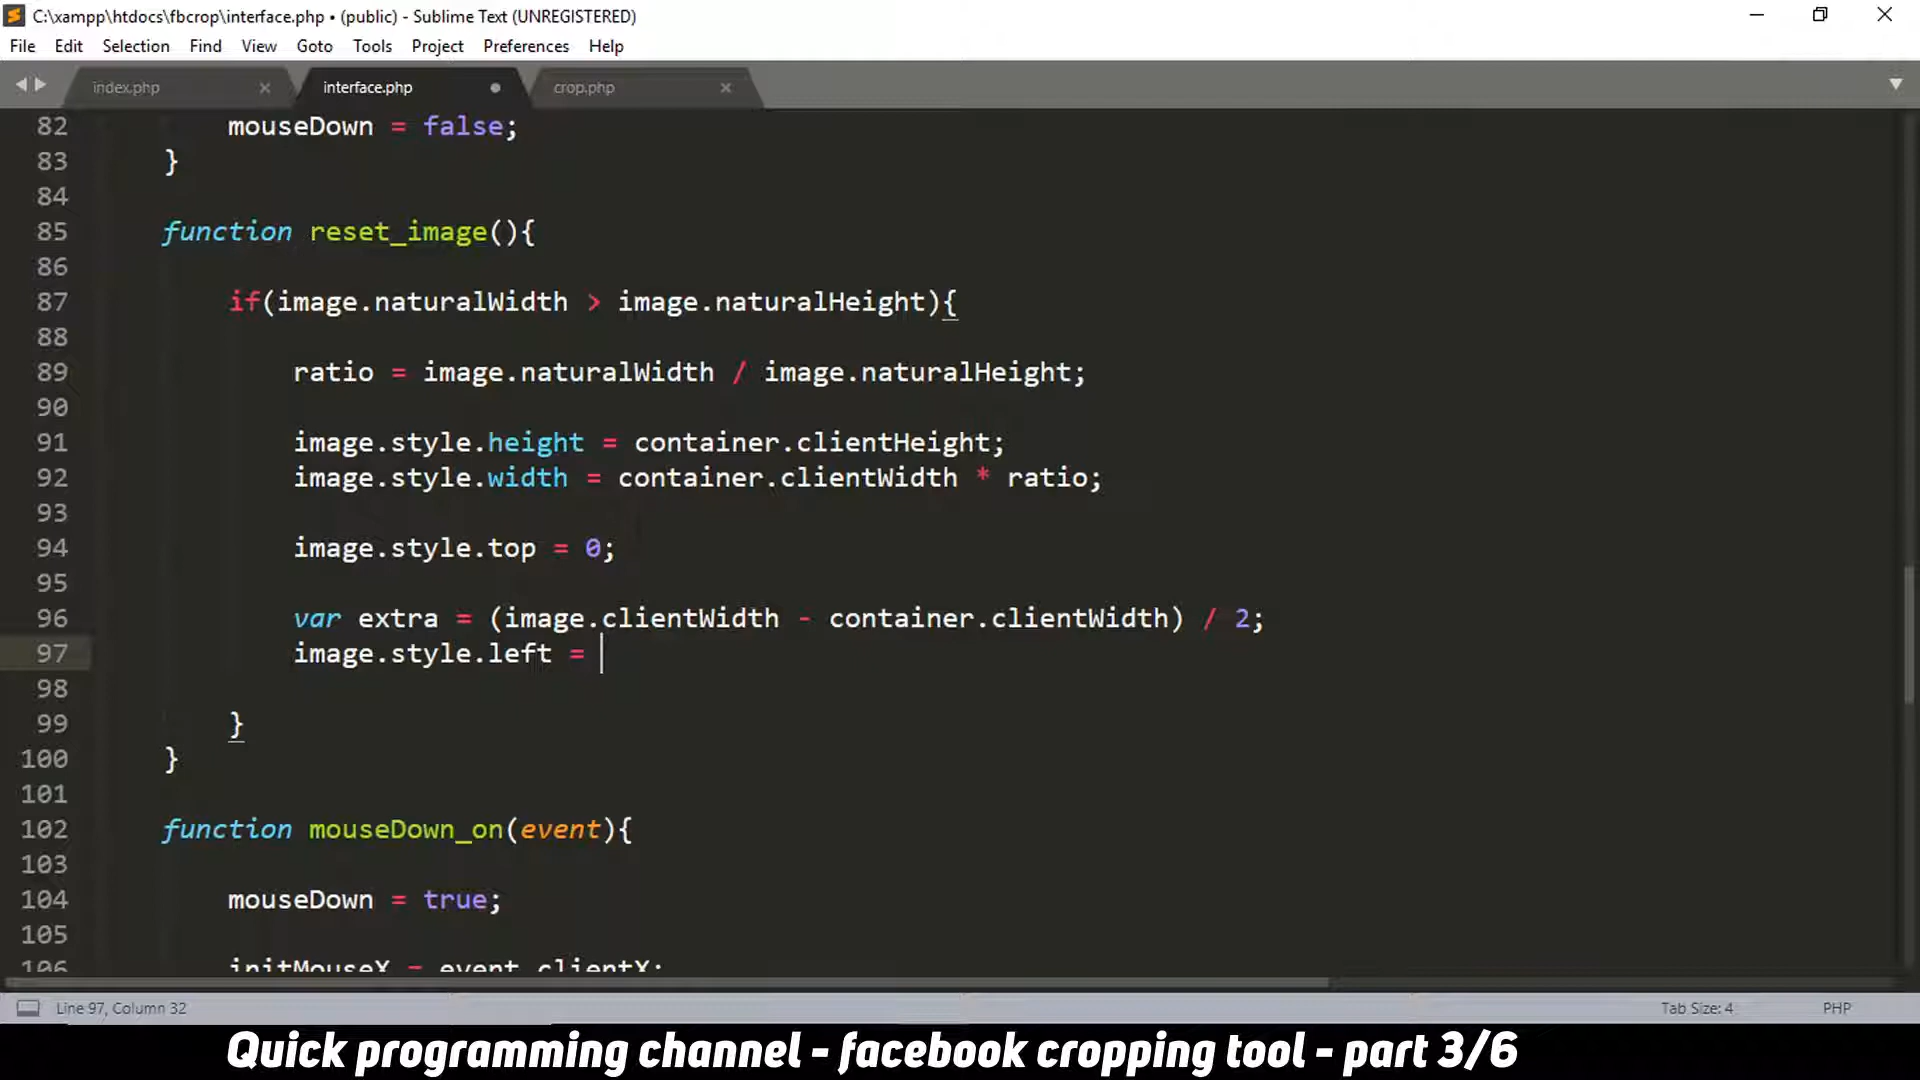 C:\xampp\htdocs\fbcrop\interface.php • (public) - Sublime Text (UNREGISTERED)
File Edit Selection Find View Goto Tools Project Preferences Help
index.php interface.php crop.php
82 mouseDown = false;
83 }
84
85 function reset_image(){
86
87 if(image.naturalWidth > image.naturalHeight){
88
89 ratio = image.naturalWidth / image.naturalHeight;
90
91 image.style.height = container.clientHeight;
92 image.style.width = container.clientWidth * ratio;
93
94 image.style.top = 0;
95
96 var extra = (image.clientWidth - container.clientWidth) / 2;
97 image.style.left =
98
99 }
100 }
101
102 function mouseDown_on(event){
103
104 mouseDown = true;
105
106 initMouseX = event.clientX;
Line 97, Column 32 Tab Size: 4 PHP
Quick programming channel - facebook cropping tool - part 3/6